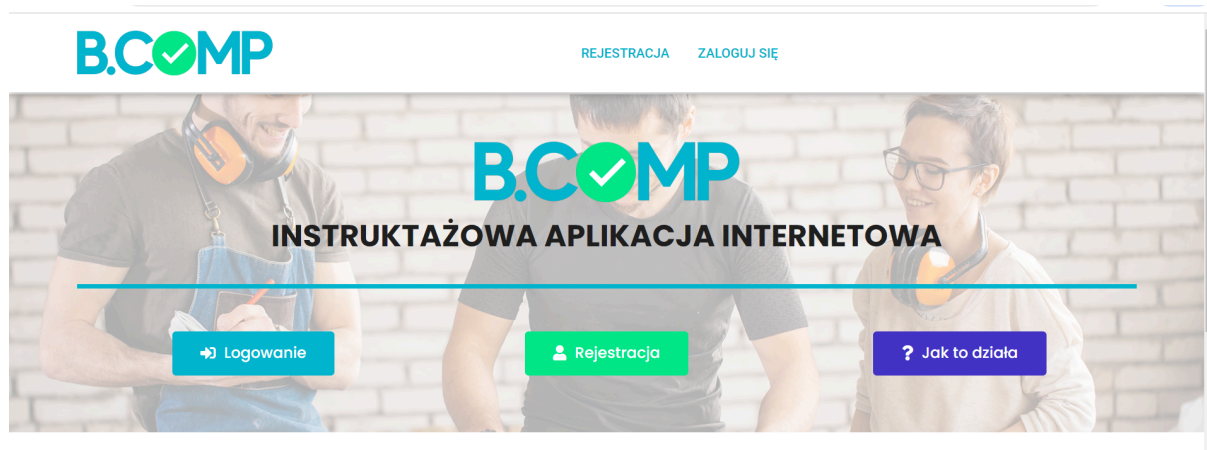 B.COMP
REJESTRACJA ZALOGUJ SIĘ
B.COMP
INSTRUKTAŻOWA APLIKACJA INTERNETOWA
Logowanie
Rejestracja
? Jak to działa